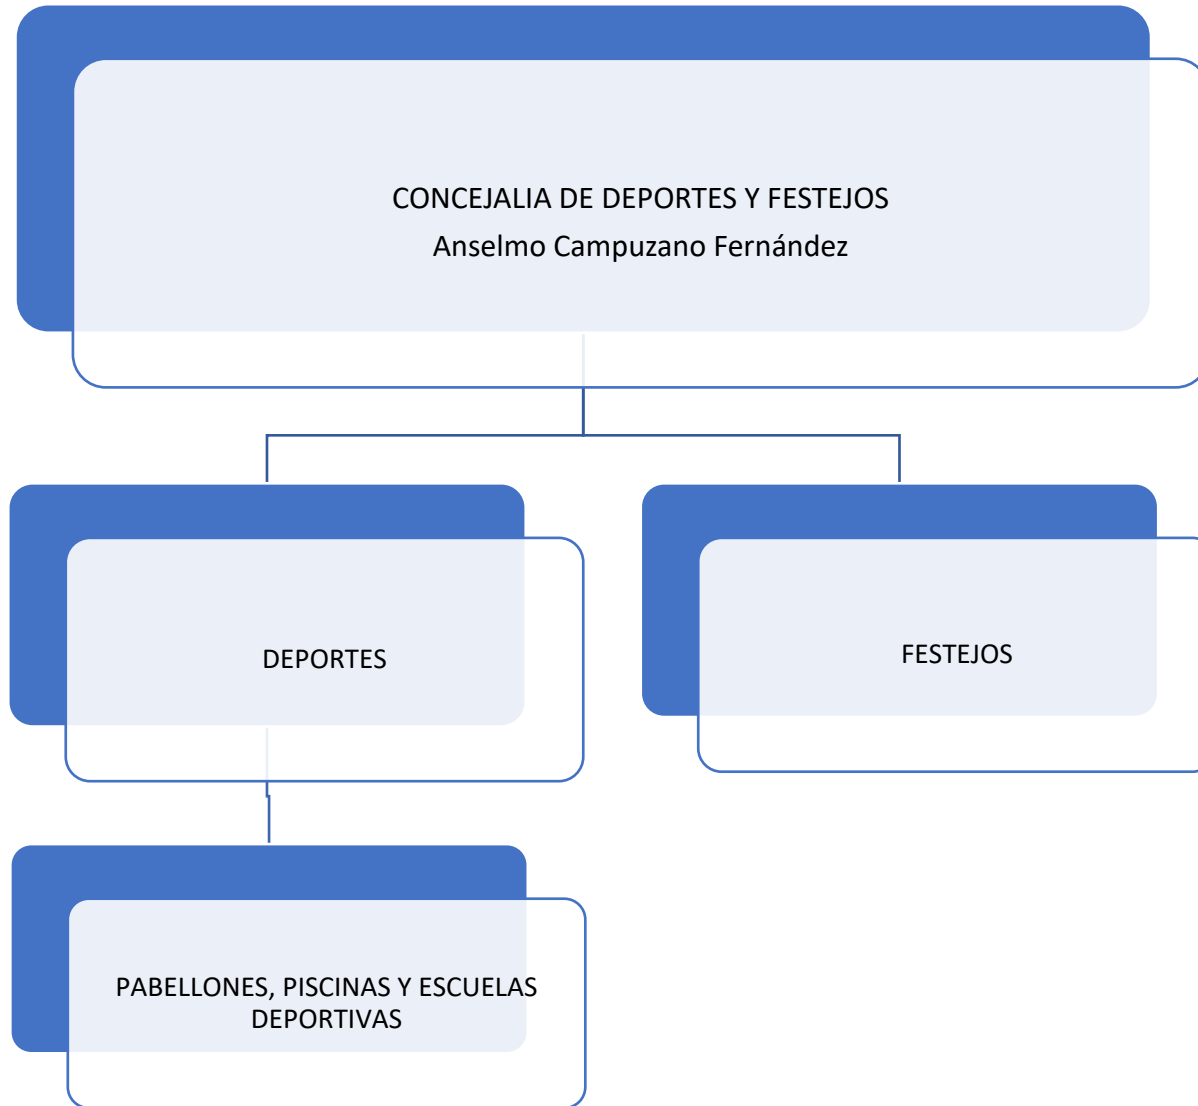 CONCEJALIA DE DEPORTES Y FESTEJOS
Anselmo Campuzano Fernández
DEPORTES
FESTEJOS
PABELLONES, PISCINAS Y ESCUELAS
DEPORTIVAS